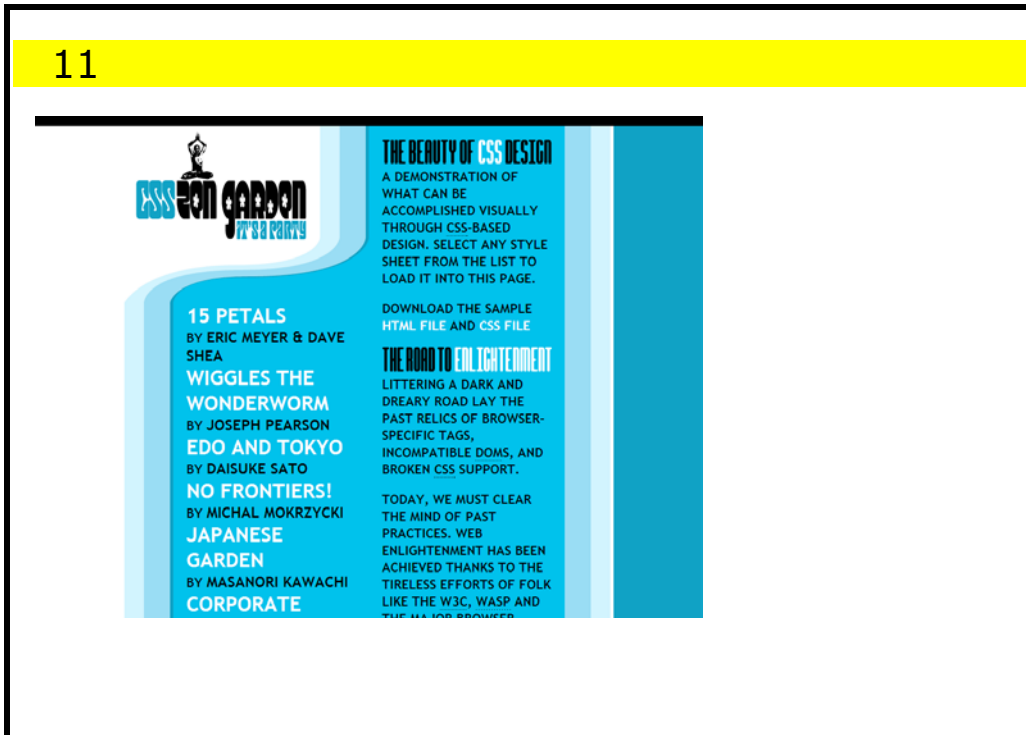 11
CSS ZEN GARDEN
IT'S A PARTY
15 PETALS
BY ERIC MEYER & DAVE
SHEA
WIGGLES THE
WONDERWORM
BY JOSEPH PEARSON
EDO AND TOKYO
BY DAISUKE SATO
NO FRONTIERS!
BY MICHAL MOKRZYCKI
JAPANESE
GARDEN
BY MASANORI KAWACHI
CORPORATE
THE BEAUTY OF CSS DESIGN
A DEMONSTRATION OF
WHAT CAN BE
ACCOMPLISHED VISUALLY
THROUGH CSS-BASED
DESIGN. SELECT ANY STYLE
SHEET FROM THE LIST TO
LOAD IT INTO THIS PAGE.
DOWNLOAD THE SAMPLE
HTML FILE AND CSS FILE
THE ROAD TO ENLIGHTENMENT
LITTERING A DARK AND
DREARY ROAD LAY THE
PAST RELICS OF BROWSER-
SPECIFIC TAGS,
INCOMPATIBLE DOMS, AND
BROKEN CSS SUPPORT.
TODAY, WE MUST CLEAR
THE MIND OF PAST
PRACTICES. WEB
ENLIGHTENMENT HAS BEEN
ACHIEVED THANKS TO THE
TIRELESS EFFORTS OF FOLK
LIKE THE W3C, WASP AND
THE MAJOR BROWSER